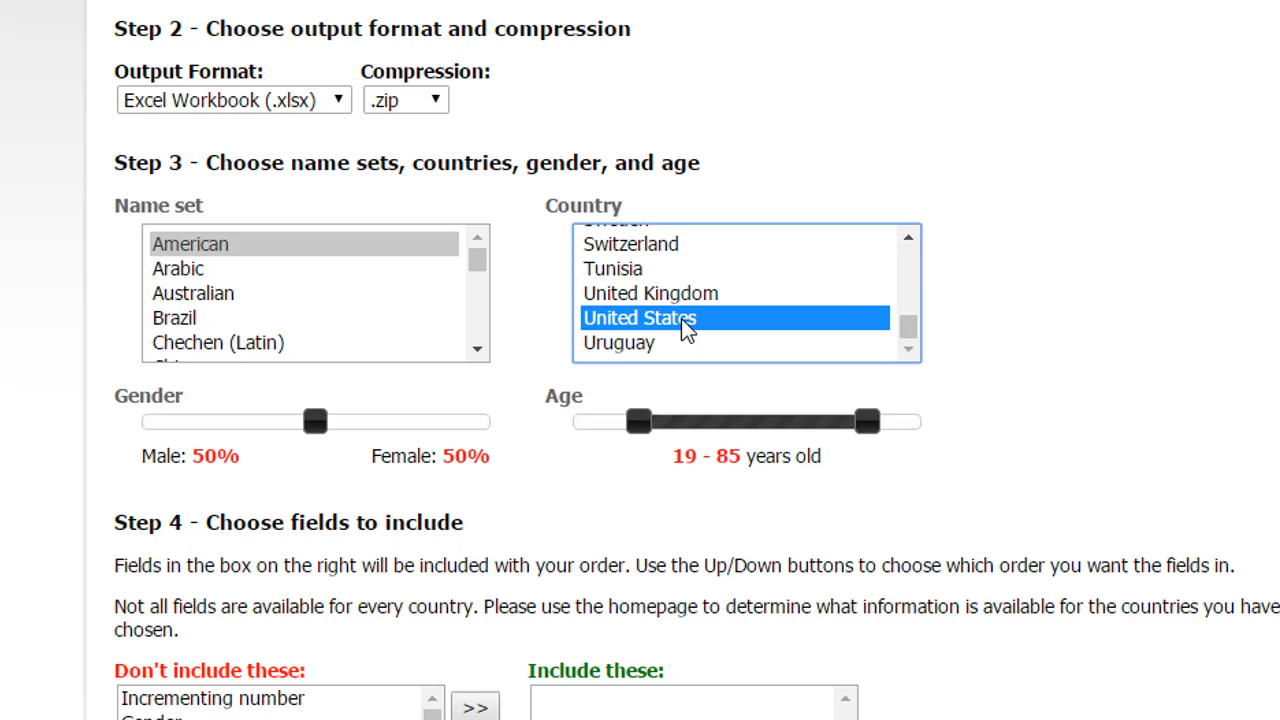 Step 2 - Choose output format and compression
Output Format: Compression:
Excel Workbook (.xlsx) .zip
Step 3 - Choose name sets, countries, gender, and age
Name set Country
American
Arabic
Australian
Brazil
Chechen (Latin)
Switzerland
Tunisia
United Kingdom
United States
Uruguay
Gender Age
Male: 50% Female: 50% 19 - 85 years old
Step 4 - Choose fields to include
Fields in the box on the right will be included with your order. Use the Up/Down buttons to choose which order you want the fields in.
Not all fields are available for every country. Please use the homepage to determine what information is available for the countries you have
chosen.
Don't include these: Include these:
Incrementing number
>>